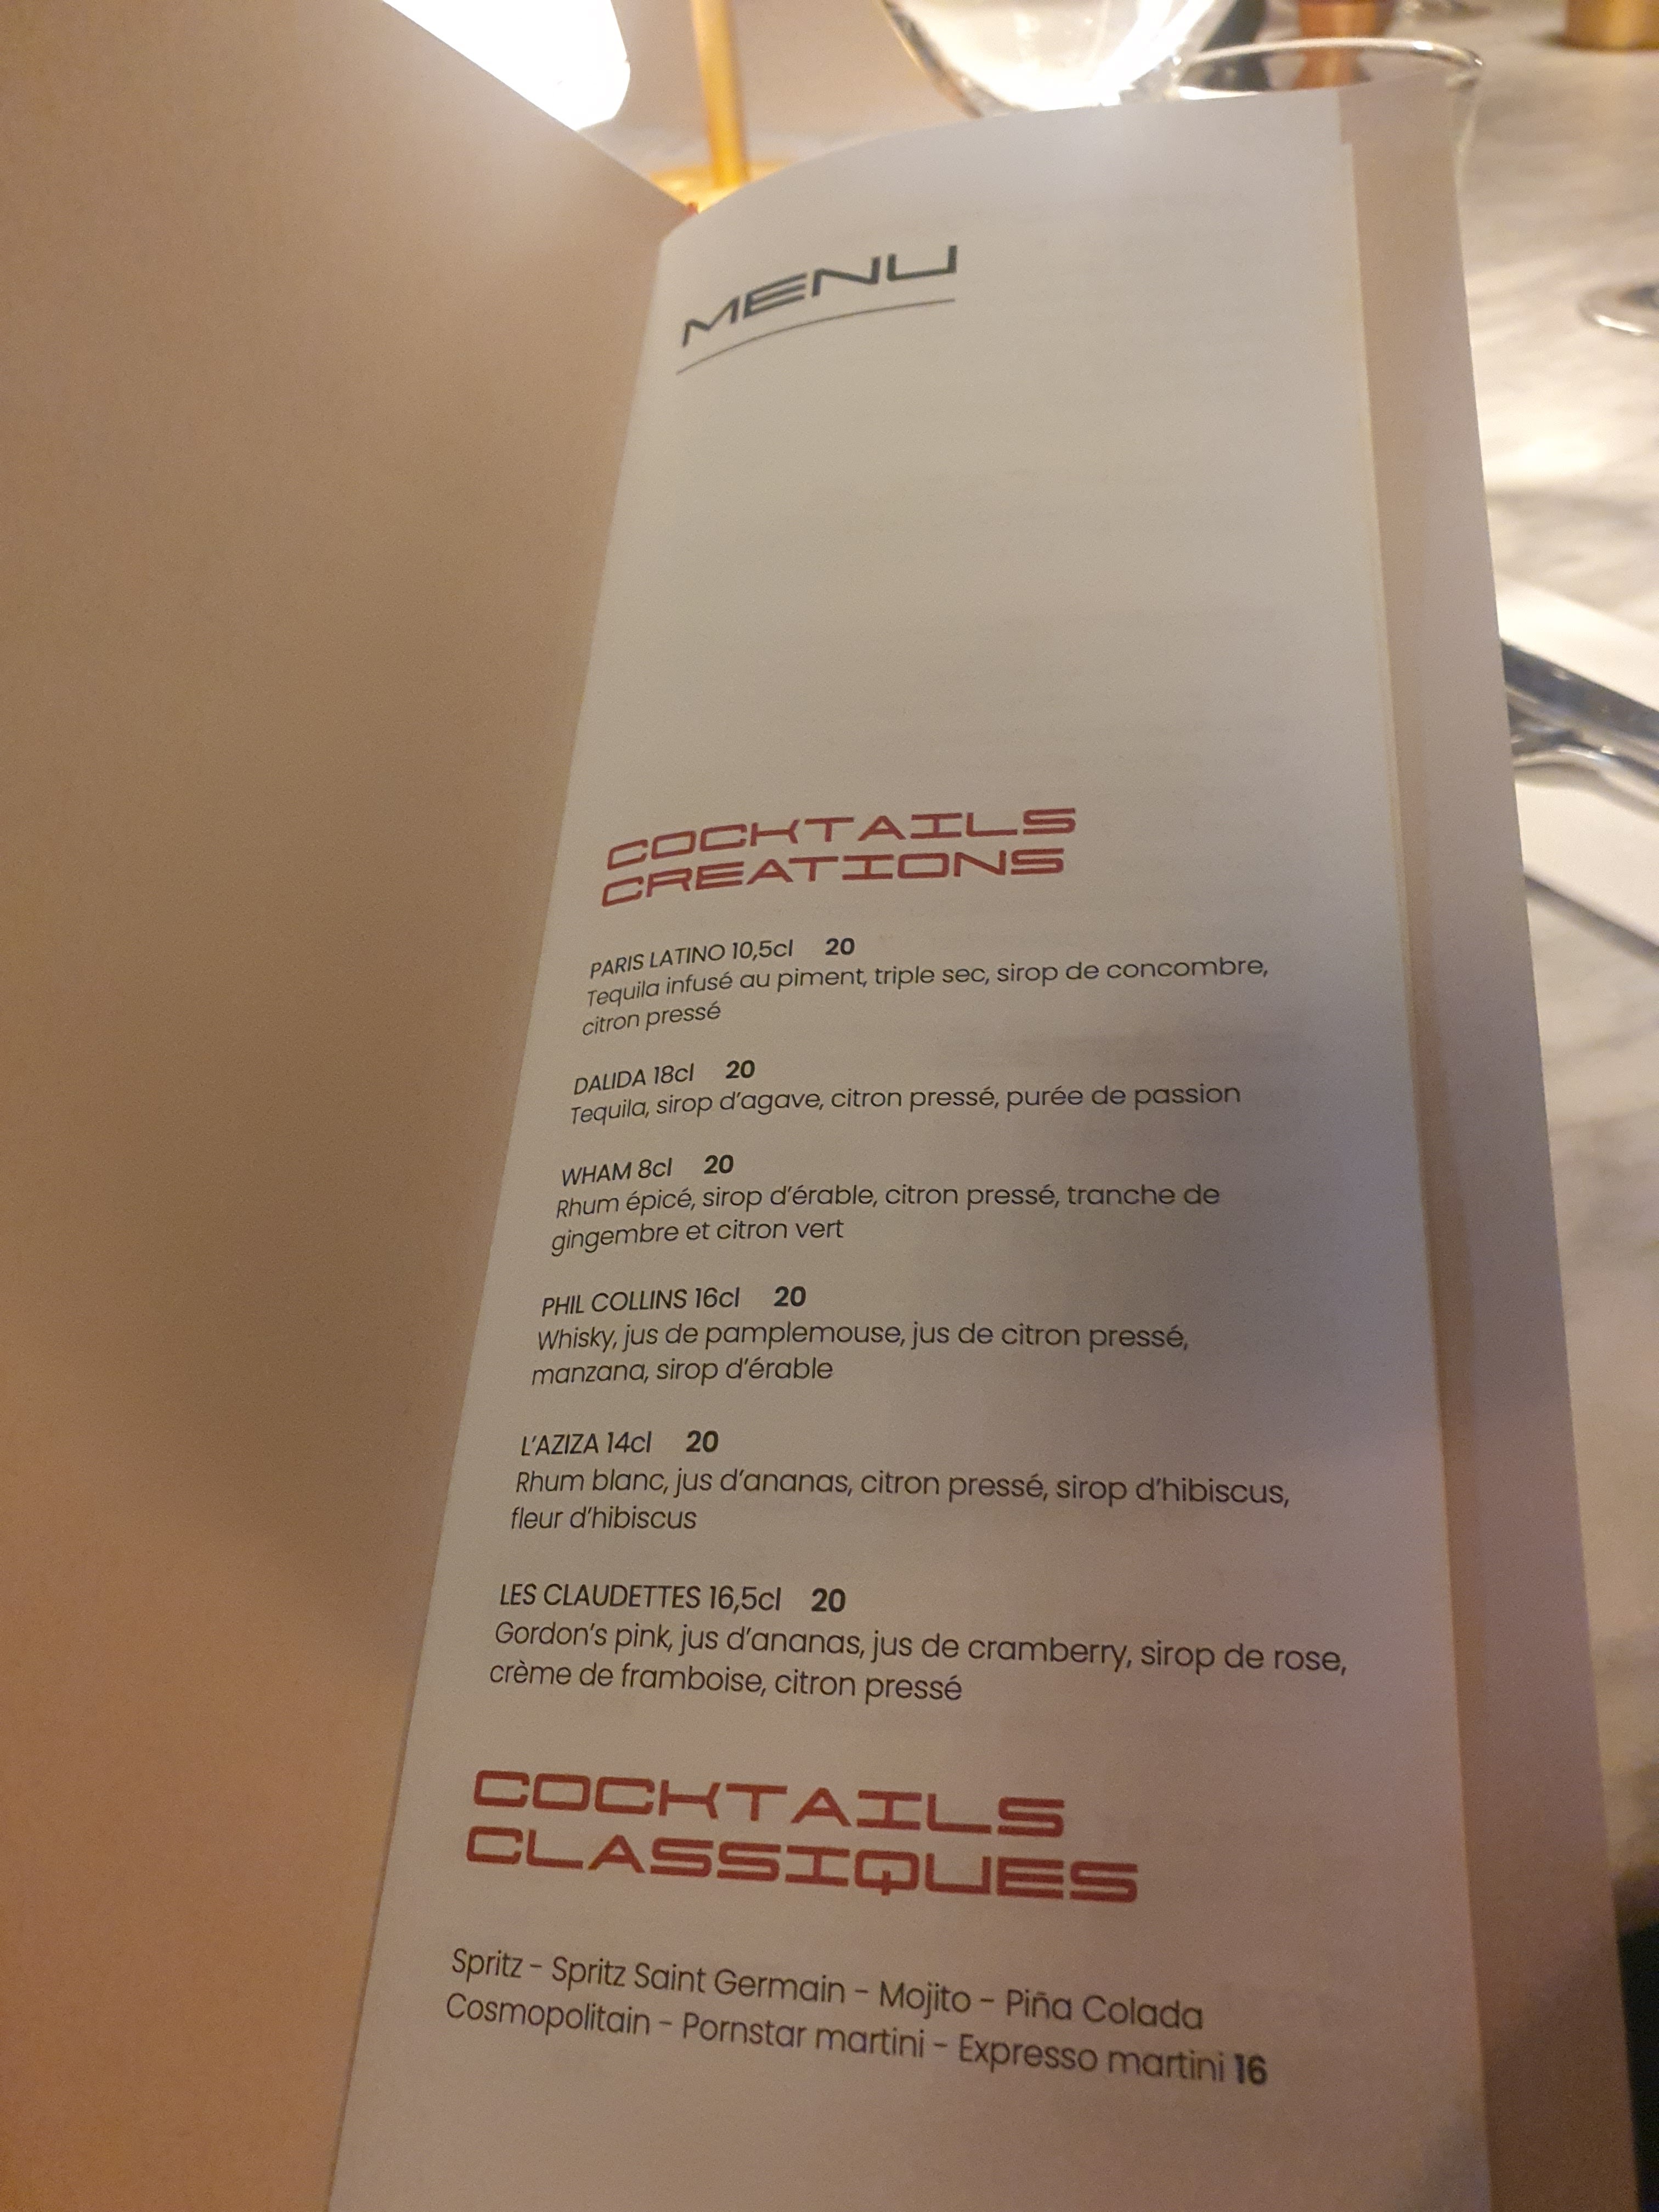 MENU
COCKTAILS
CREATIONS
PARIS LATINO 10,5cl 20
Tequila infusé au piment, triple sec, sirop de concombre,
citron pressé
DALIDA 18cl 20
Tequila, sirop d'agave, citron pressé, purée de passion
WHAM 8cl 20
Rhum épicé, sirop d'érable, citron pressé, tranche de
gingembre et citron vert
PHIL COLLINS 16cl 20
Whisky, jus de pamplemouse, jus de citron pressé,
manzana, sirop d'érable
L'AZIZA 14cl 20
Rhum blanc, jus d'ananas, citron pressé, sirop d'hibiscus,
fleur d'hibiscus
LES CLAUDETTES 16,5cl 20
Gordon's pink, jus d'ananas, jus de cramberry, sirop de rose,
crème de framboise, citron pressé
COCKTAILS
CLASSIQUES
Spritz - Spritz Saint Germain - Mojito - Piña Colada
Cosmopolitain - Pornstar martini - Expresso martini 16